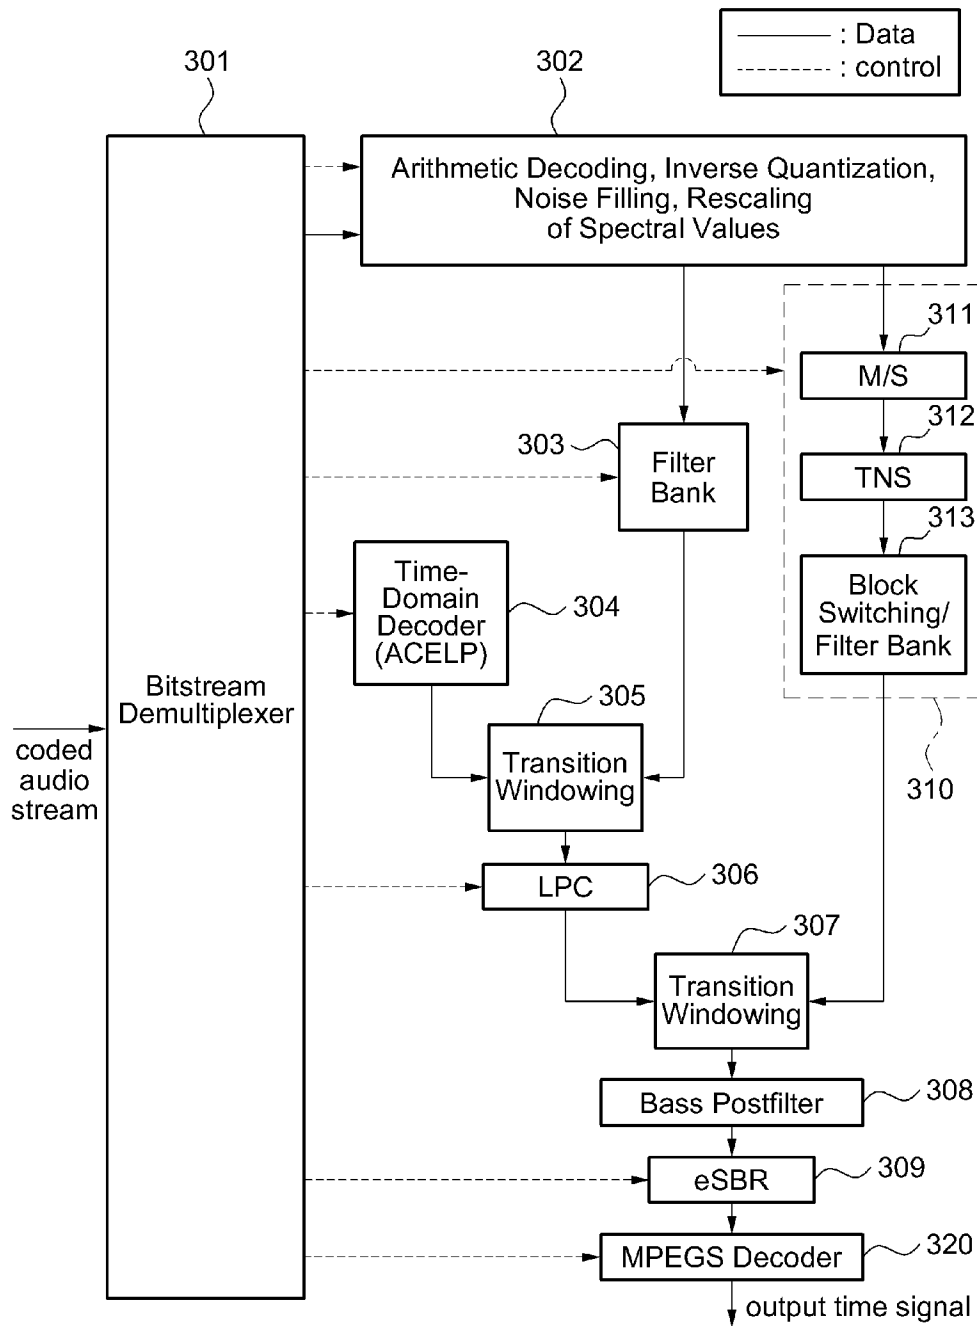 : Data
: control
301
302
Arithmetic Decoding, Inverse Quantization,
Noise Filling, Rescaling
of Spectral Values
311
M/S
312
303
Filter
Bank
TNS
313
Time-
Domain
Decoder
(ACELP)
304
Block
Switching/
Filter Bank
Bitstream
Demultiplexer
305
coded
audio
stream
Transition
Windowing
310
LPC
306
307
Transition
Windowing
Bass Postfilter
308
eSBR
309
MPEGS Decoder
320
output time signal